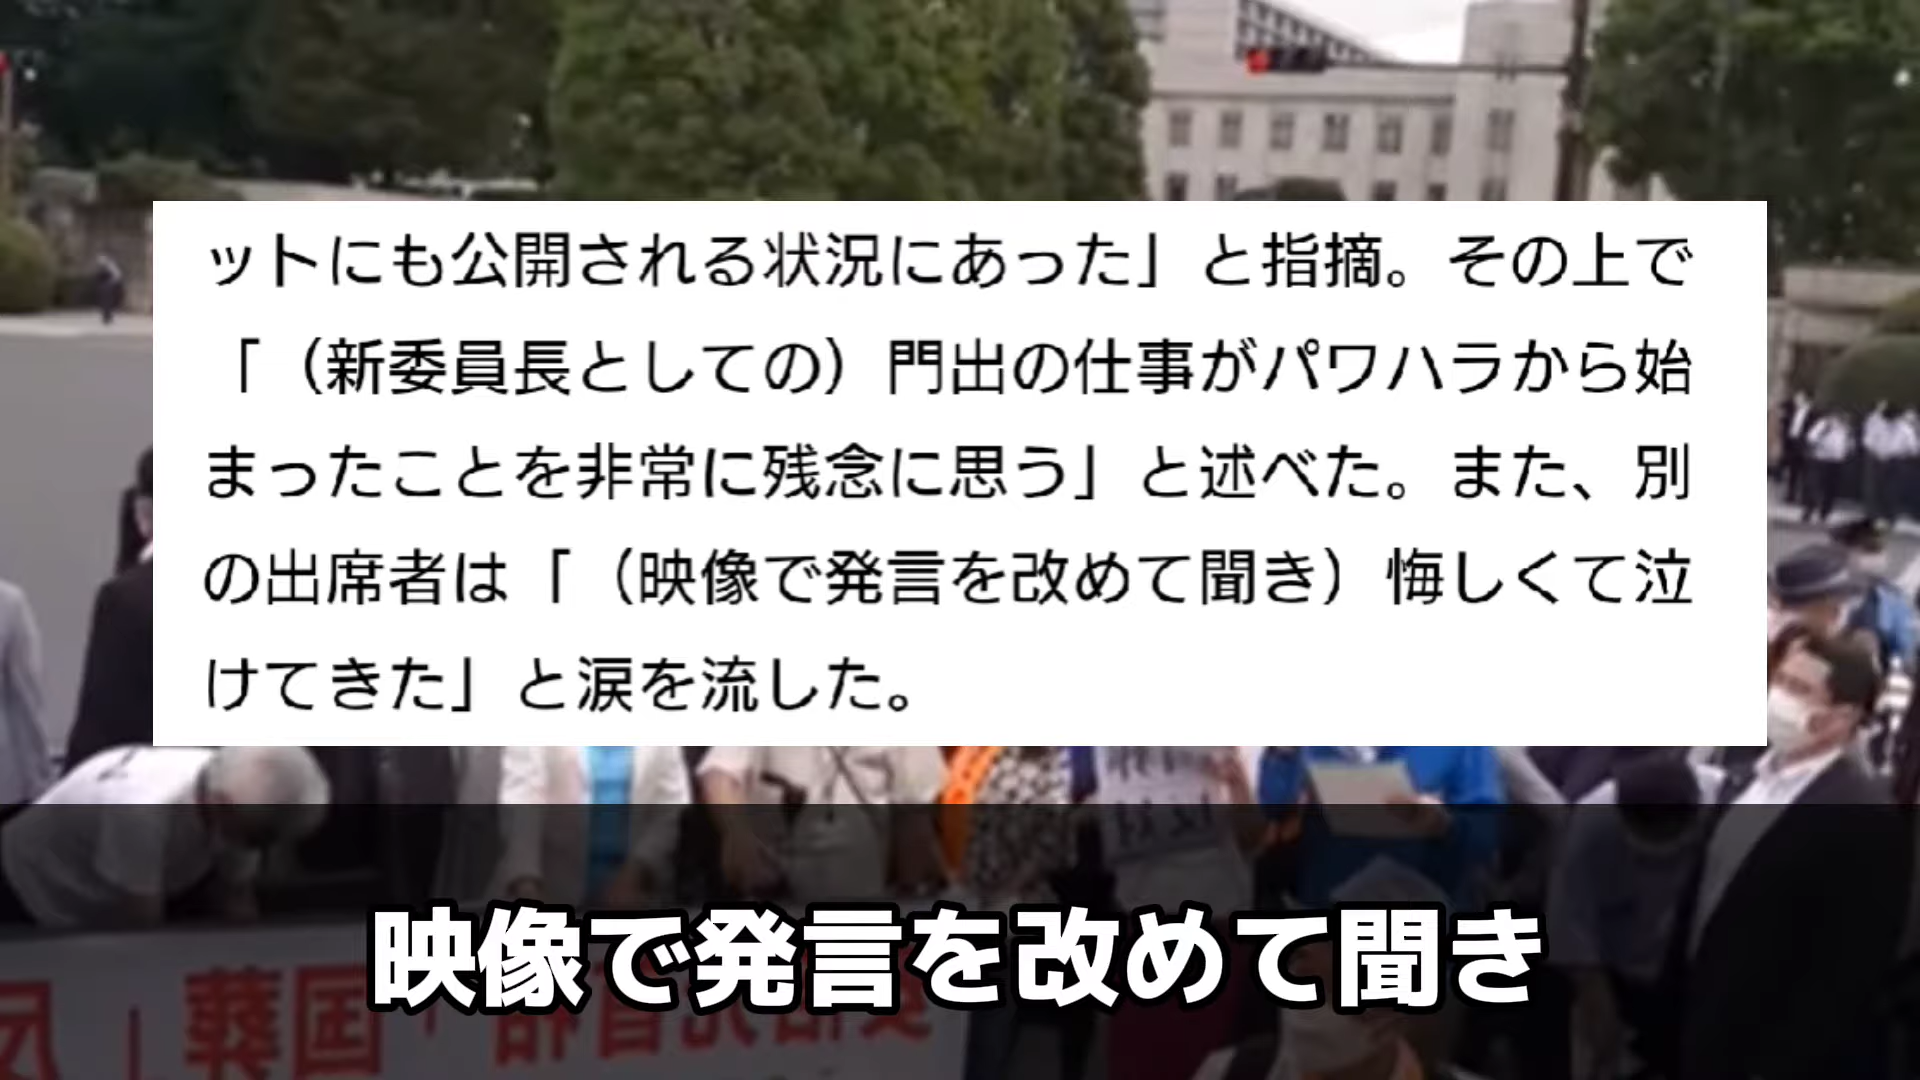 ットにも公開される状況にあった」と指摘。その上で
「（新委員長としての）門出の仕事がパワハラから始
まったことを非常に残念に思う」と述べた。また、別
の出席者は「（映像で発言を改めて聞き）悔しくて泣
けてきた」と涙を流した。
映像で発言を改めて聞き